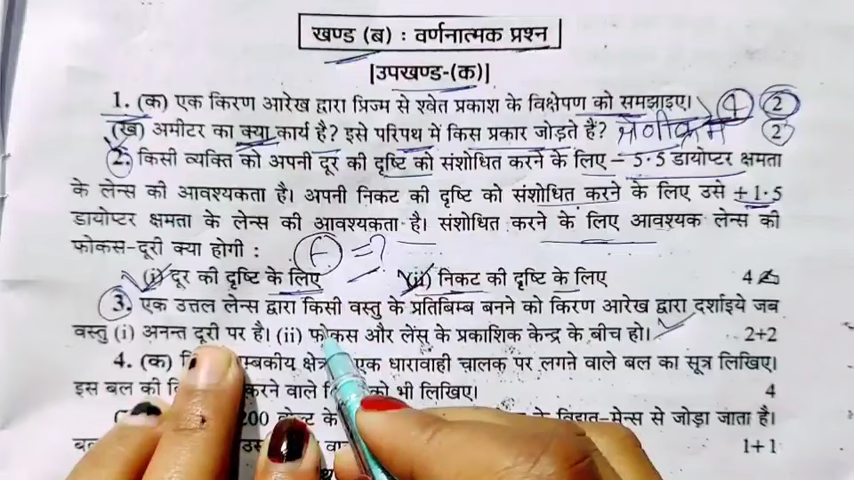 खण्ड (ब) : वर्णनात्मक प्रश्न
[उपखण्ड-(क)]
1. (क) एक किरण आरेख द्वारा प्रिज्म से श्वेत प्रकाश के विक्षेपण को समझाइए। 4 2
(ख) अमीटर का क्या कार्य है? इसे परिपथ में किस प्रकार जोड़ते हैं? श्रेणीक्रम 2
2. किसी व्यक्ति को अपनी दूर की दृष्टि को संशोधित करने के लिए – 5·5 डायोप्टर क्षमता
के लेन्स की आवश्यकता है। अपनी निकट की दृष्टि को संशोधित करने के लिए उसे +1·5
डायोप्टर क्षमता के लेन्स की आवश्यकता है। संशोधित करने के लिए आवश्यक लेन्स की
फोकस-दूरी क्या होगी : f = ?
(i) दूर की दृष्टि के लिए (ii) निकट की दृष्टि के लिए 4
3. एक उत्तल लेन्स द्वारा किसी वस्तु के प्रतिबिम्ब बनने को किरण आरेख द्वारा दर्शाइये जब
वस्तु (i) अनन्त दूरी पर है। (ii) फोकस और लेंस के प्रकाशिक केन्द्र के बीच हो। 2+2
4. (क) म्बकीय क्षेत्र एक धारावाही चालक पर लगने वाले बल का सूत्र लिखिए।
इस बल की करने वाले को भी लिखिए। 4
200 वोल्ट के के विद्युत-मेन्स से जोड़ा जाता है।
1+1